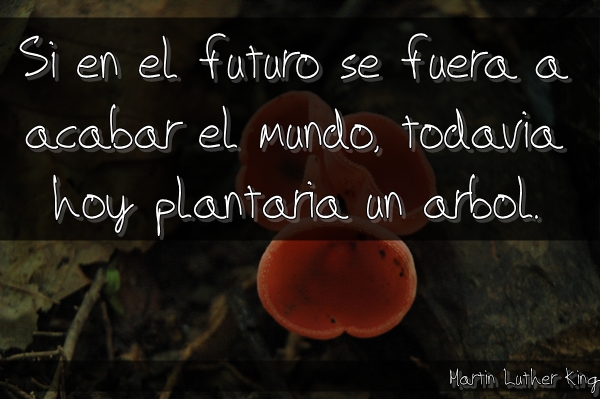 Si en el futuro se fuera a
acabar el mundo, todavia
hoy plantaria un arbol.
Martin Luther King